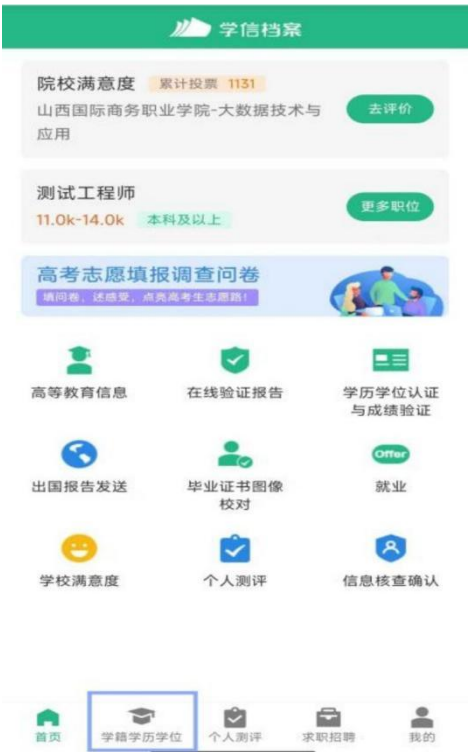 学信档案
院校满意度 累计投票 1131
山西国际商务职业学院-大数据技术与
应用
去评价
测试工程师
11.0k-14.0k 本科及以上
更多职位
高考志愿填报调查问卷
填问卷，述感受，点亮高考生志愿路！
高等教育信息 在线验证报告 学历学位认证
与成绩验证
Offer
出国报告发送 毕业证书图像
校对 就业
学校满意度 个人测评 信息核查确认
首页 学籍学历学位 个人测评 求职招聘 我的